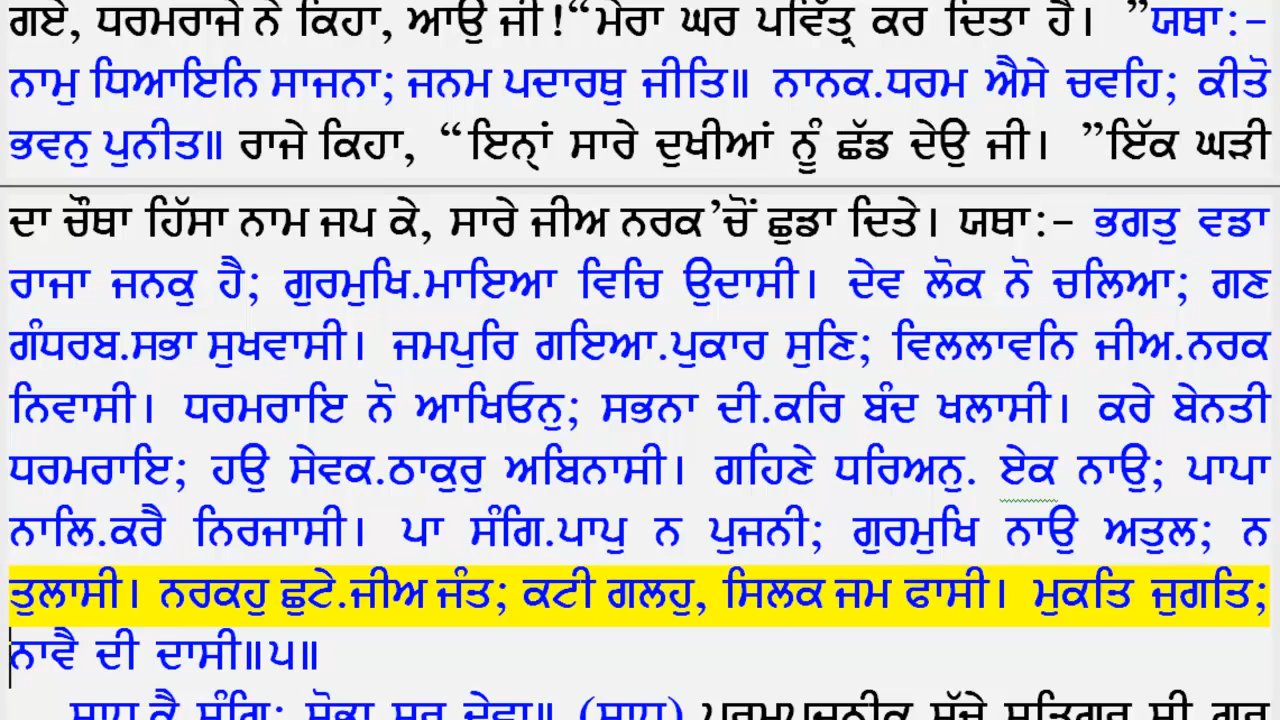 ਗਏ, ਧਰਮਰਾਜੇ ਨੇ ਕਿਹਾ, ਆਉ ਜੀ!“ਮੇਰਾ ਘਰ ਪਵਿੱਤ੍ਰ ਕਰ ਦਿਤਾ ਹੈ। ”ਯਥਾ:–
ਨਾਮੁ ਧਿਆਇਨਿ ਸਾਜਨਾ; ਜਨਮ ਪਦਾਰਥੁ ਜੀਤਿ॥ ਨਾਨਕ.ਧਰਮ ਐਸੇ ਚਵਹਿ; ਕੀਤੋ
ਭਵਨੁ ਪੁਨੀਤ॥ ਰਾਜੇ ਕਿਹਾ, “ਇਨ੍ਹਾਂ ਸਾਰੇ ਦੁਖੀਆਂ ਨੂੰ ਛੱਡ ਦੇਉ ਜੀ। ”ਇੱਕ ਘੜੀ
ਦਾ ਚੌਥਾ ਹਿੱਸਾ ਨਾਮ ਜਪ ਕੇ, ਸਾਰੇ ਜੀਅ ਨਰਕ’ਚੋਂ ਛੁਡਾ ਦਿਤੇ। ਯਥਾ:– ਭਗਤੁ ਵਡਾ
ਰਾਜਾ ਜਨਕੁ ਹੈ; ਗੁਰਮੁਖਿ.ਮਾਇਆ ਵਿਚਿ ਉਦਾਸੀ। ਦੇਵ ਲੋਕ ਨੋ ਚਲਿਆ; ਗਣ
ਗੰਧਰਬ.ਸਭਾ ਸੁਖਵਾਸੀ। ਜਮਪੁਰਿ ਗਇਆ.ਪੁਕਾਰ ਸੁਣਿ; ਵਿਲਲਾਵਨਿ ਜੀਅ.ਨਰਕ
ਨਿਵਾਸੀ। ਧਰਮਰਾਇ ਨੋ ਆਖਿਓਨੁ; ਸਭਨਾ ਦੀ.ਕਰਿ ਬੰਦ ਖਲਾਸੀ। ਕਰੇ ਬੇਨਤੀ
ਧਰਮਰਾਇ; ਹਉ ਸੇਵਕ.ਠਾਕੁਰੁ ਅਬਿਨਾਸੀ। ਗਹਿਣੇ ਧਰਿਅਨੁ. ਏਕ ਨਾਉ; ਪਾਪਾ
ਨਾਲਿ.ਕਰੈ ਨਿਰਜਾਸੀ। ਪਾ ਸੰਗਿ.ਪਾਪੁ ਨ ਪੁਜਨੀ; ਗੁਰਮੁਖਿ ਨਾਉ ਅਤੁਲ; ਨ
ਤੁਲਾਸੀ। ਨਰਕਹੁ ਛੁਟੇ.ਜੀਅ ਜੰਤ; ਕਟੀ ਗਲਹੁ, ਸਿਲਕ ਜਮ ਫਾਸੀ। ਮੁਕਤਿ ਜੁਗਤਿ;
ਨਾਵੈ ਦੀ ਦਾਸੀ॥੫॥
ਸਾਧ ਕੈ ਸੰਗਿ; ਸੋਭਾ ਸੁਰ ਦੇਵਾ॥ (ਸਾਧ) ਪਰਮਪੂਜਨੀਕ ਸੱਚੇ ਸਤਿਗੁਰੂ ਸ੍ਰੀ ਗੁਰੂ